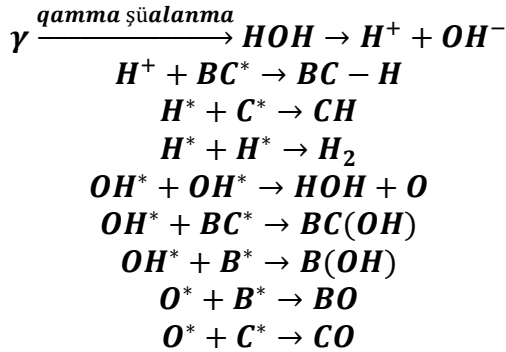 γ qamma şüalanma → HOH → H⁺ + OH⁻
H⁺ + BC* → BC − H
H* + C* → CH
H* + H* → H₂
OH* + OH* → HOH + O
OH* + BC* → BC(OH)
OH* + B* → B(OH)
O* + B* → BO
O* + C* → CO